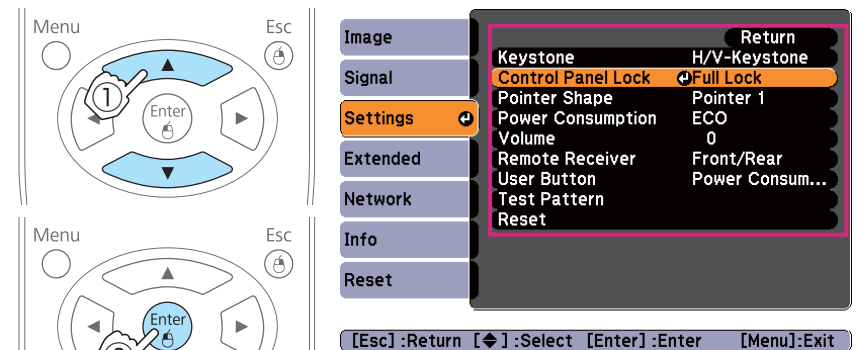 Menu
Esc
1
Enter
Menu
Esc
Enter
Image
Signal
Settings
Extended
Network
Info
Reset
Return
Keystone H/V-Keystone
Control Panel Lock Full Lock
Pointer Shape Pointer 1
Power Consumption ECO
Volume 0
Remote Receiver Front/Rear
User Button Power Consum...
Test Pattern
Reset
[Esc] :Return [◆] :Select [Enter] :Enter [Menu]:Exit